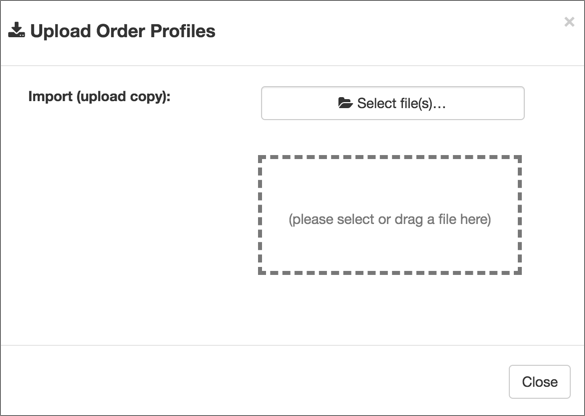 Upload Order Profiles
Import (upload copy):
Select file(s)...
(please select or drag a file here)
Close